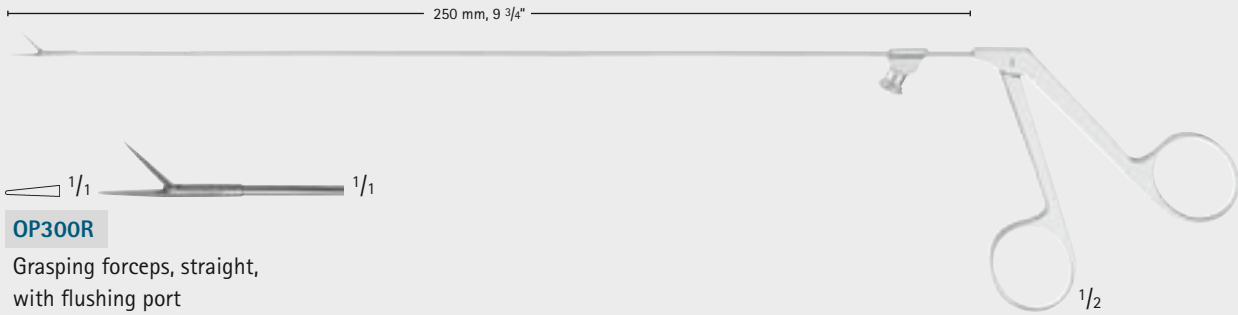 250 mm, 9 3/4"
1/1
1/1
OP300R
Grasping forceps, straight,
with flushing port
1/2